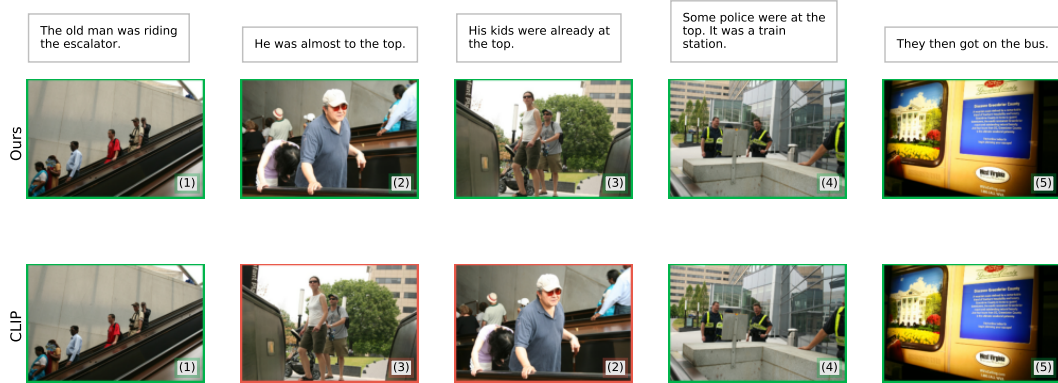 The old man was riding
the escalator.
He was almost to the top.
His kids were already at
the top.
Some police were at the
top. It was a train
station.
They then got on the bus.
Ours
(1)
(2)
(3)
(4)
(5)
CLIP
(1)
(3)
(2)
(4)
(5)